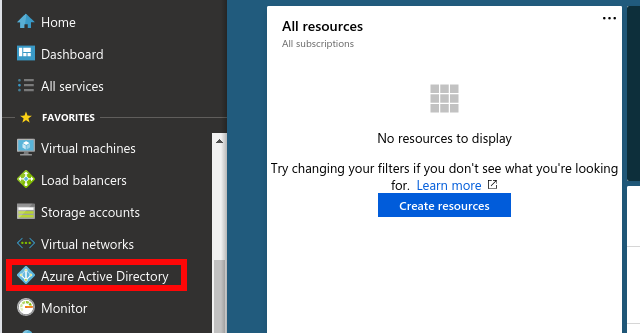 Home
Dashboard
All services
FAVORITES
Virtual machines
Load balancers
Storage accounts
Virtual networks
Azure Active Directory
Monitor
All resources
All subscriptions
No resources to display
Try changing your filters if you don't see what you're looking
for. Learn more
Create resources